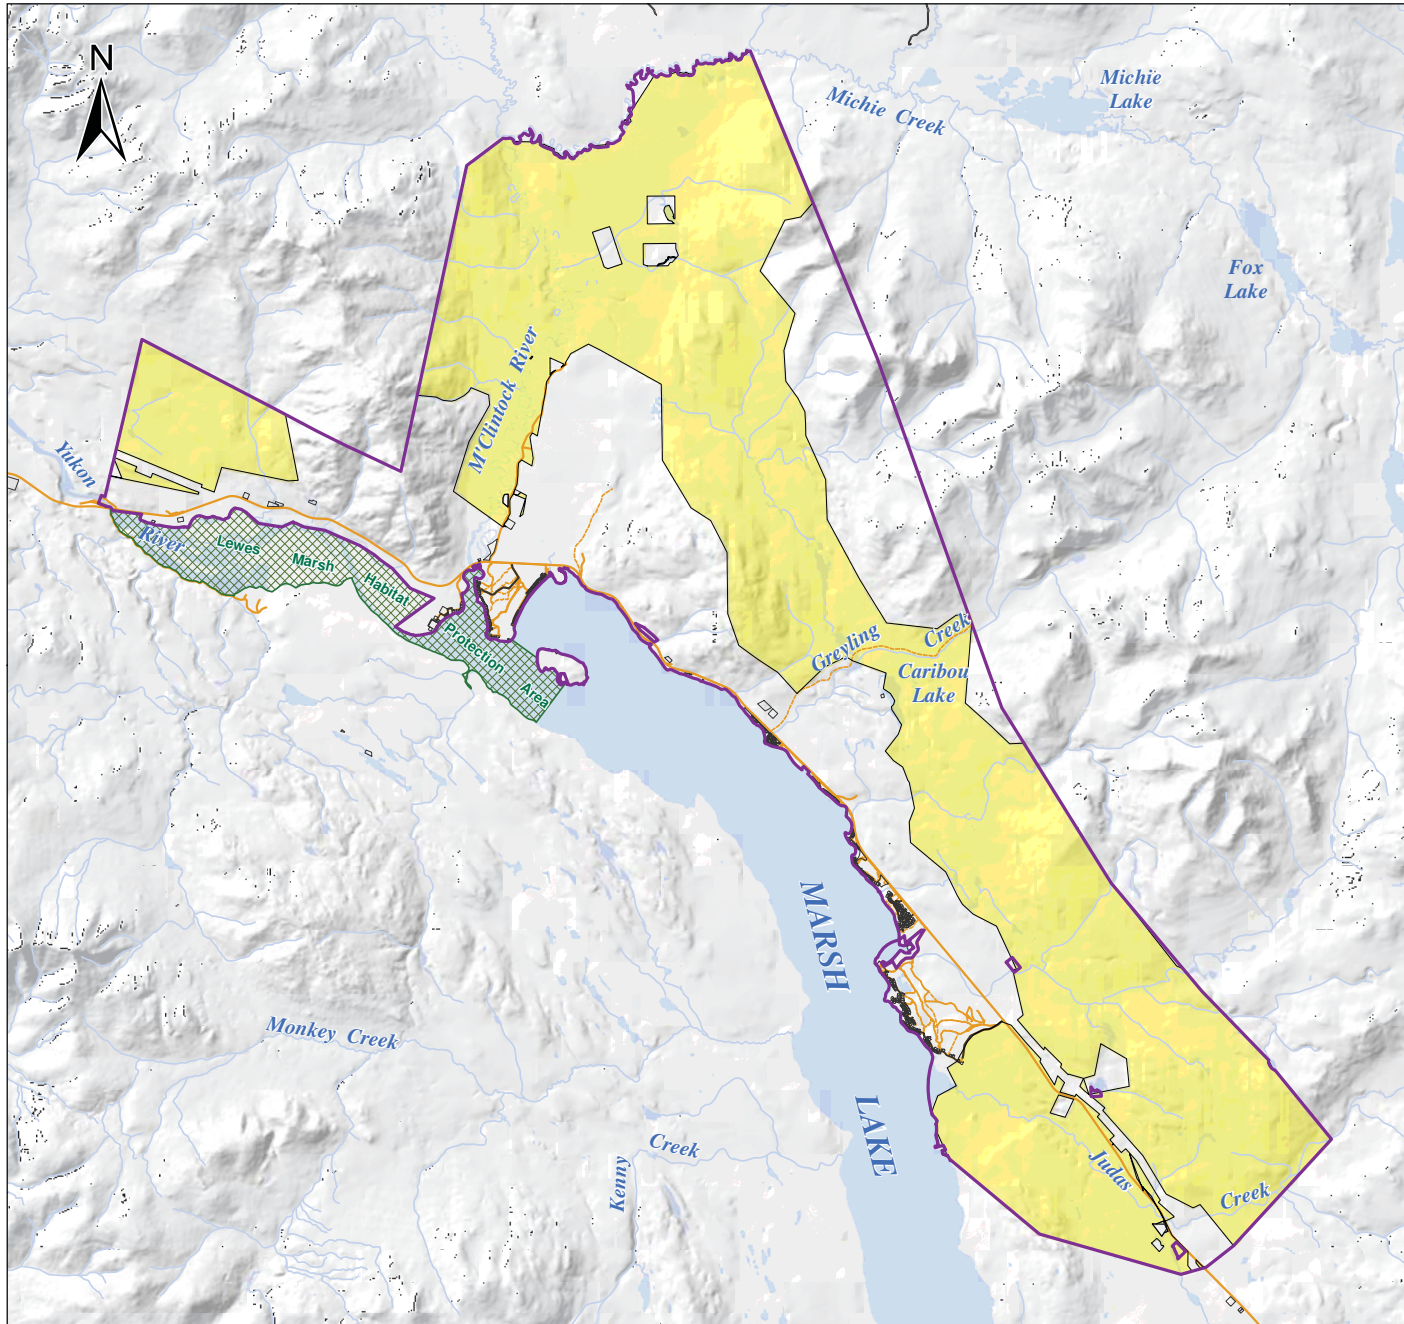 N
Michie
Lake
Michie Creek
Fox
Lake
M'Clintock River
Yukon
River
Lewes
Marsh
Habitat
Protection
Area
Greyling
Creek
Caribou
Lake
MARSH
LAKE
Monkey Creek
Kenny
Creek
Judas
Creek